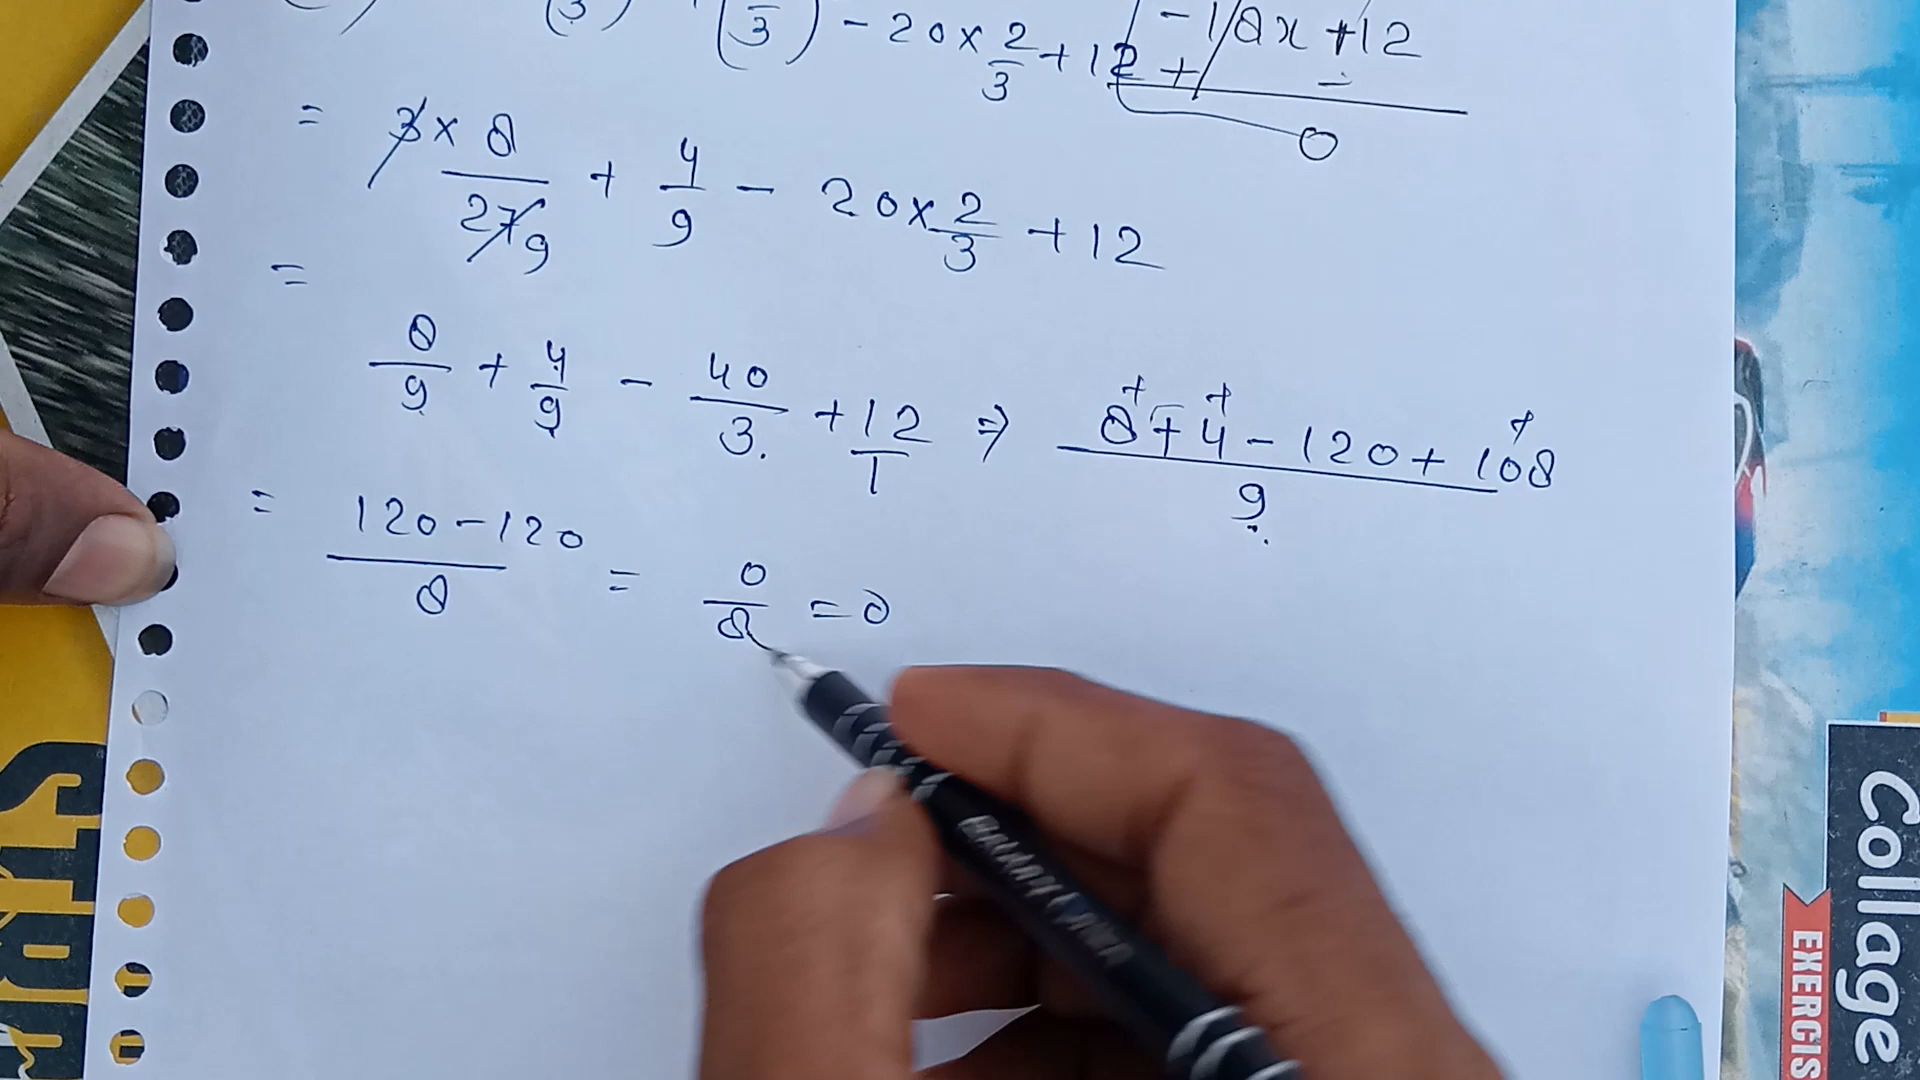 (3) (3) - 20 × 2/3 + 12 + - 18x + 12
0
= 3 × 8/27 9 + 4/9 - 20 × 2/3 + 12
=
8/9 + 4/9 - 40/3 + 12/1 ⇒ 8 + 4 - 120 + 108 / 9
= 120 - 120 / 8 = 0/8 = 0
Collage
EXERCIS